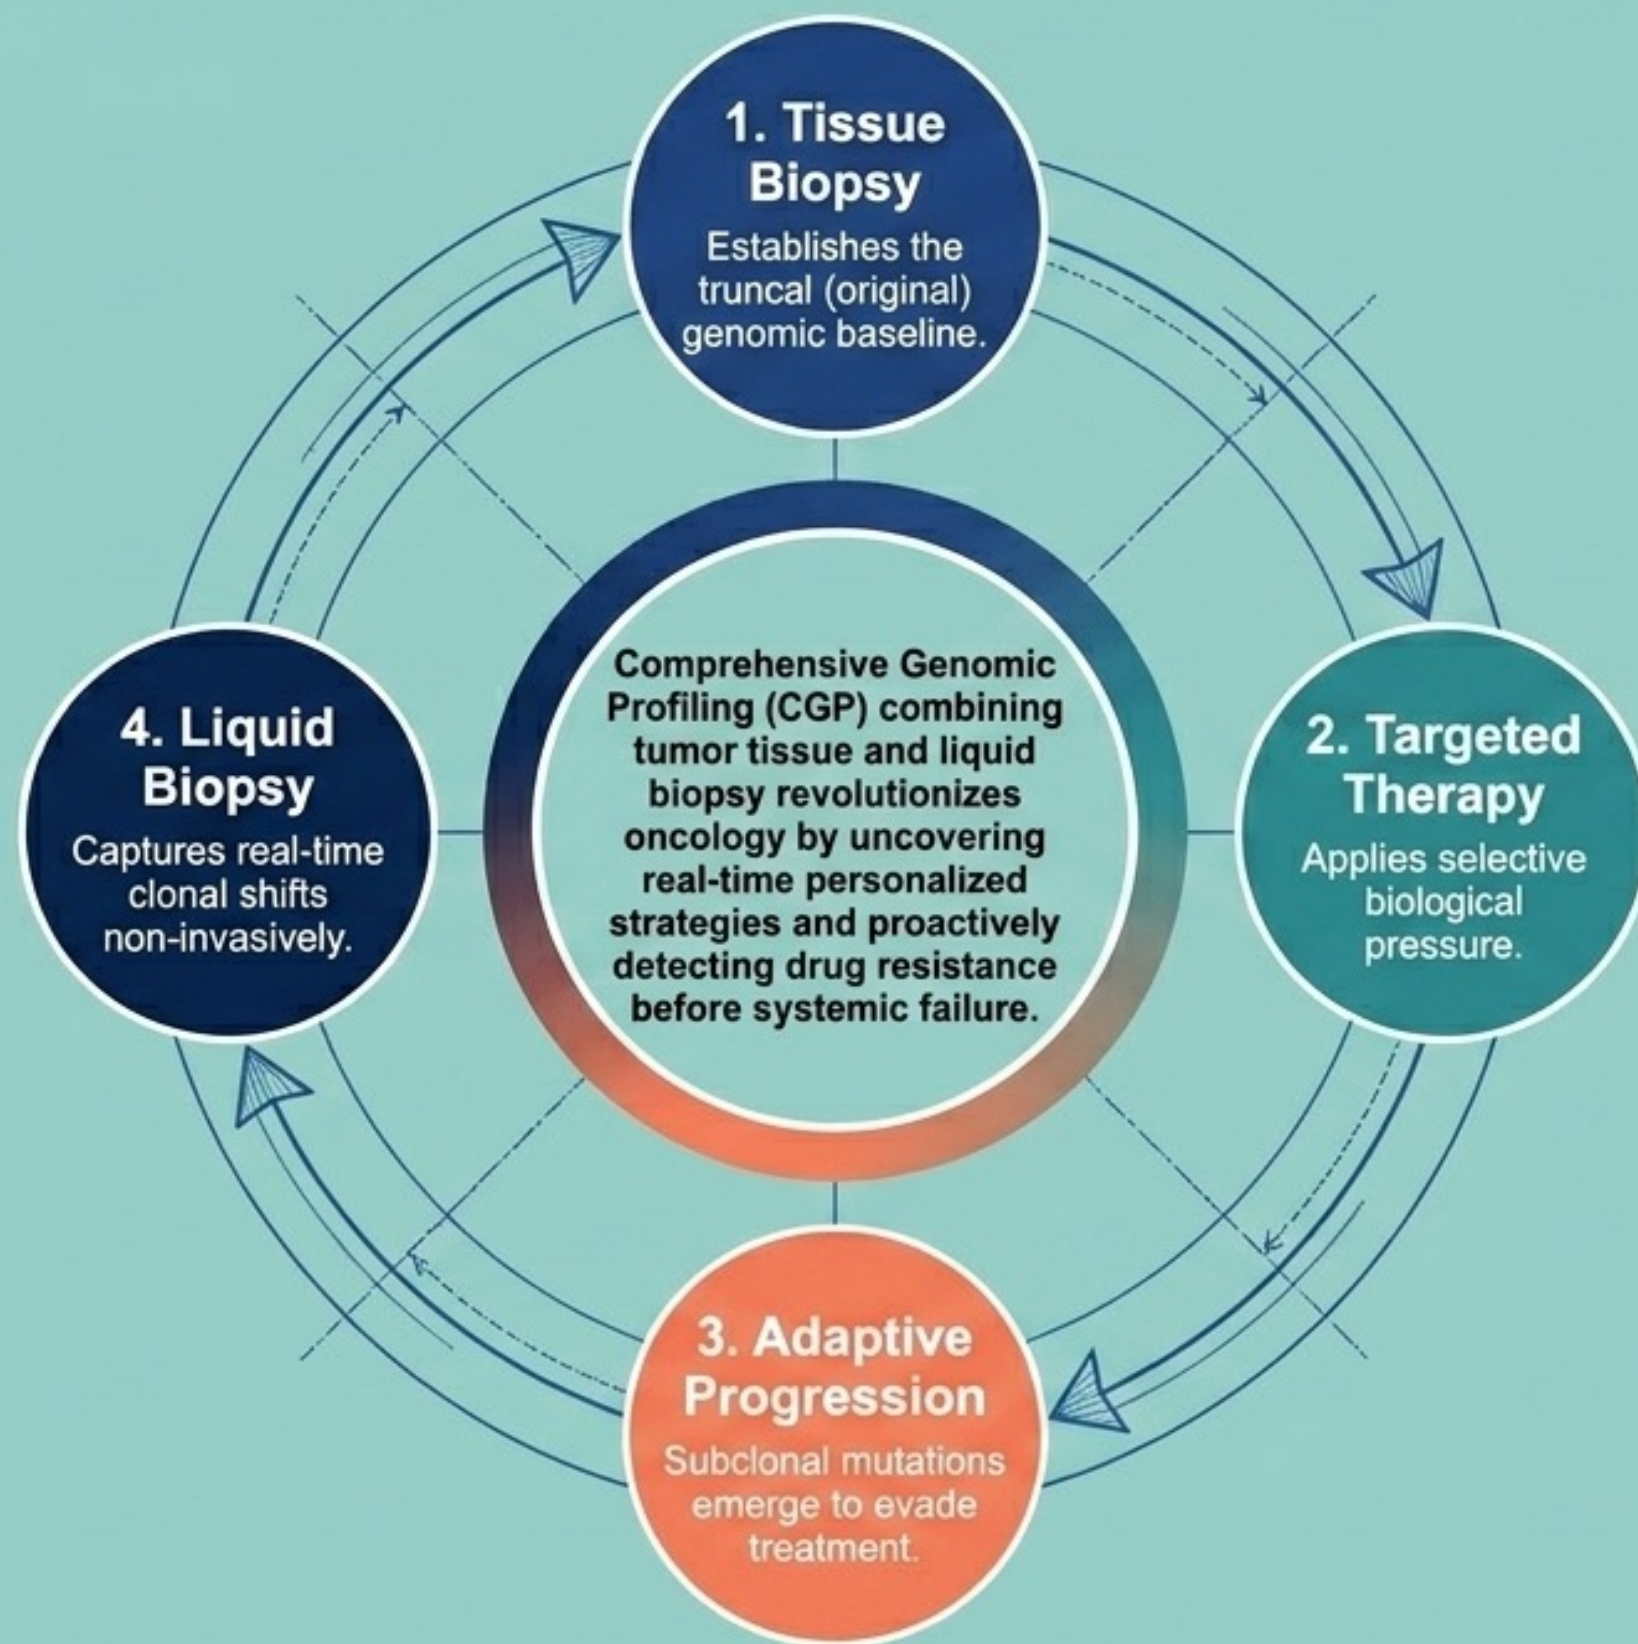 1. Tissue
Biopsy
Establishes the
truncal (original)
genomic baseline.
2. Targeted
Therapy
Applies selective
biological
pressure.
3. Adaptive
Progression
Subclonal mutations
emerge to evade
treatment.
4. Liquid
Biopsy
Captures real-time
clonal shifts
non-invasively.
Comprehensive Genomic
Profiling (CGP) combining
tumor tissue and liquid
biopsy revolutionizes
oncology by uncovering
real-time personalized
strategies and proactively
detecting drug resistance
before systemic failure.